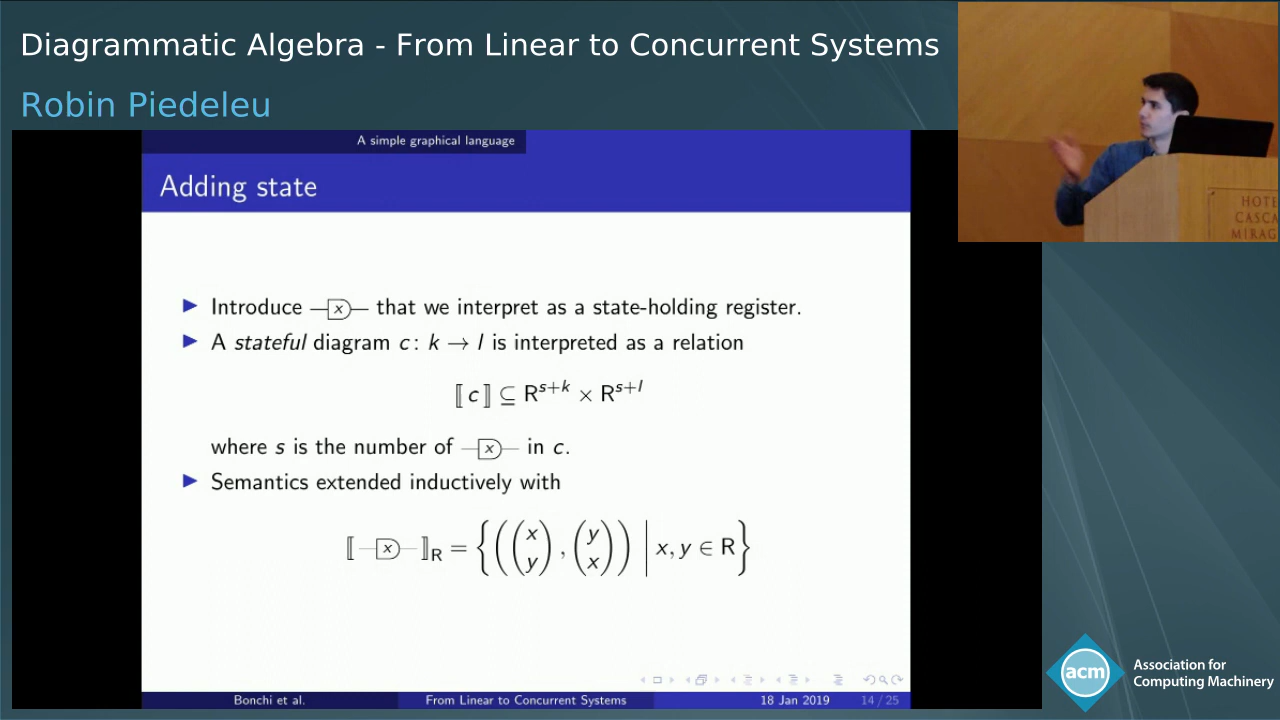 Diagrammatic Algebra - From Linear to Concurrent Systems
Robin Piedeleu
A simple graphical language
Adding state
Introduce x that we interpret as a state-holding register.
A stateful diagram c : k → l is interpreted as a relation
⟦ c ⟧ ⊆ R^{s+k} × R^{s+l}
where s is the number of x in c.
Semantics extended inductively with
⟦ x ⟧_R = { ( ( x y ) , ( y x ) ) | x, y ∈ R }
Bonchi et al.
From Linear to Concurrent Systems
18 Jan 2019
14 / 25
HOTE
CASCA
MIRAG
acm
Association for
Computing Machinery